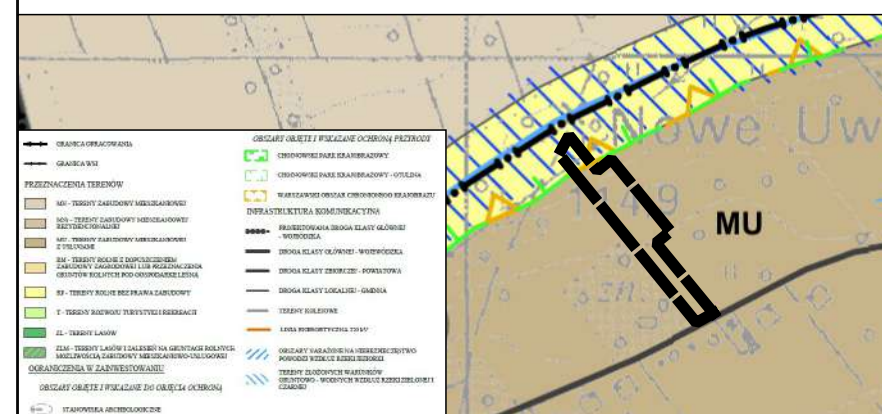 GRANICA OPRACOWANIA
GRANICA WSI
PRZEZNACZENIA TERENÓW
MN - TERENY ZABUDOWY MIESZKANIOWEJ
TERENY ZABUDOWY MIESZKANIOWEJ
REZYDENCJONALNEJ
MU - TERENY ZABUDOWY MIESZKANIOWEJ
Z USŁUGAMI
RM - TERENY ROLNE Z DOPUSZCZENIEM
ZABUDOWY ZAGRODOWEJ LUB PRZEZNACZENIA
GRUNTÓW ROLNYCH POD GOSPODARKĘ LEŚNĄ
RP - TERENY ROLNE BEZ PRAWA ZABUDOWY
T - TERENY ROZWOJU TURYSTYKI I REKREACJI
ZL - TERENY LASÓW
ZLM - TERENY LASÓW I ZALESIEŃ NA GRUNTACH ROLNYCH
MOŻLIWOŚCIĄ ZABUDOWY MIESZKANIOWO-USŁUGOWEJ
OGRANICZENIA W ZAINWESTOWANIU
OBSZARY OBJĘTE I WSKAZANE DO OBJĘCIA OCHRONĄ
STANOWISKA ARCHEOLOGICZNE
OBSZARY OBJĘTE I WSKAZANE OCHRONĄ PRZYRODY
CHOJNOWSKI PARK KRAJOBRAZOWY
CHOJNOWSKI PARK KRAJOBRAZOWY - OTULINA
WARSZAWSKI OBSZAR CHRONIONEGO KRAJOBRAZU
INFRASTRUKTURA KOMUNIKACYJNA
PROJEKTOWANA DROGA KLASY GŁÓWNEJ
- WOJEWÓDZKA
DROGA KLASY GŁÓWNEJ - WOJEWÓDZKA
DROGA KLASY ZBIORCZEJ - POWIATOWA
DROGA KLASY LOKALNEJ - GMINNA
TERENY KOLEJOWE
LINIA ENERGETYCZNA
OBSZARY NARAŻONE NA NIEBEZPIECZEŃSTWO
POWODZI WZDŁUŻ RZEKI JEZIORKI
TERENY ZŁOŻONYCH WARUNKÓW
GRUNTOWO - WODNYCH WZDŁUŻ RZEKI ZIELONEJ I
CZARNEJ
Nowe Uw
1149
MU